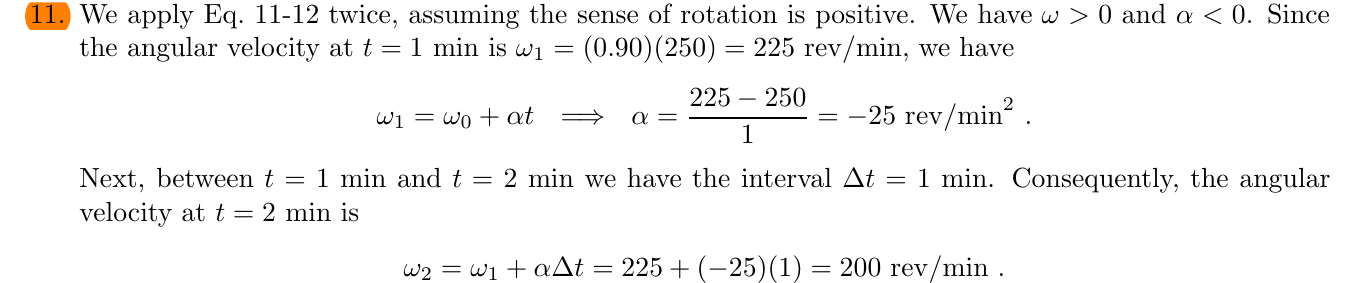 11. We apply Eq. 11-12 twice, assuming the sense of rotation is positive. We have ω > 0 and α < 0. Since
the angular velocity at t = 1 min is ω₁ = (0.90)(250) = 225 rev/min, we have
ω₁ = ω₀ + αt ⟹ α = (225 − 250)/1 = −25 rev/min² .
Next, between t = 1 min and t = 2 min we have the interval Δt = 1 min. Consequently, the angular
velocity at t = 2 min is
ω₂ = ω₁ + αΔt = 225 + (−25)(1) = 200 rev/min .